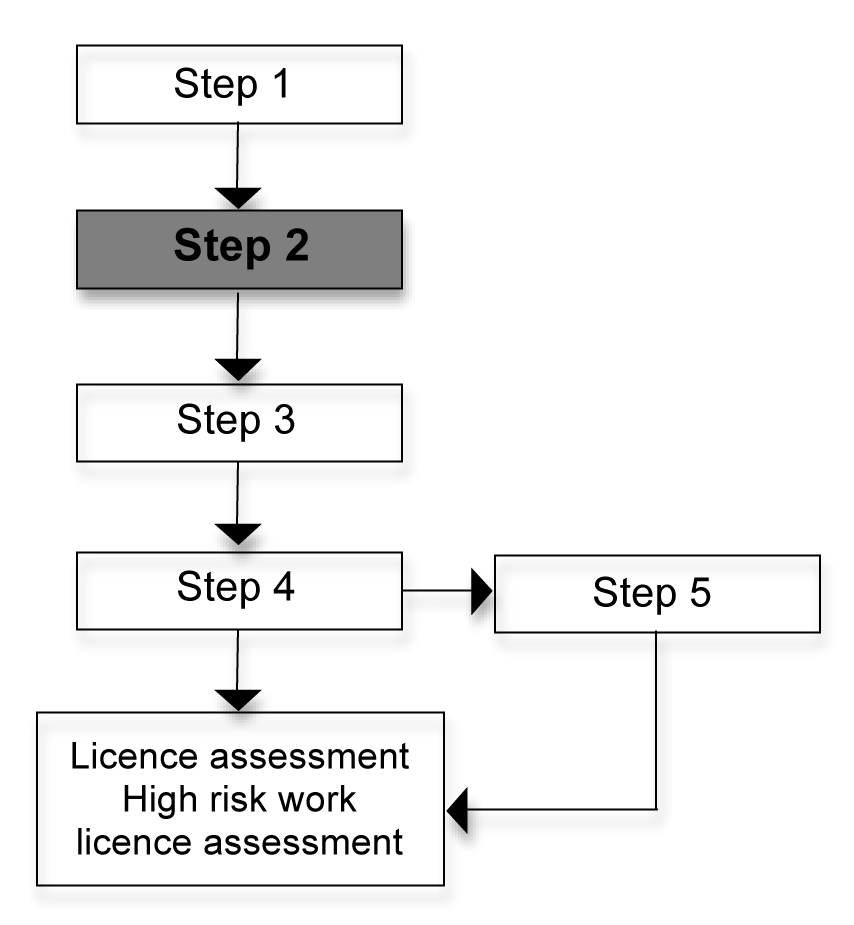 Step 1
Step 2
Step 3
Step 4
Step 5
Licence assessment
High risk work
licence assessment